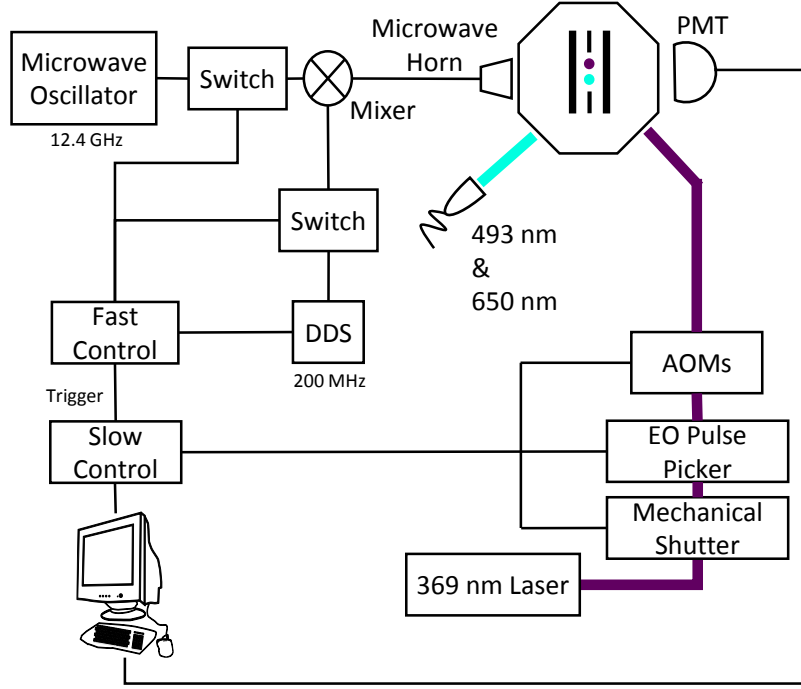 Microwave
Oscillator
12.4 GHz
Switch
Mixer
Microwave
Horn
PMT
Switch
493 nm
&
650 nm
Fast
Control
DDS
200 MHz
Trigger
AOMs
Slow
Control
EO Pulse
Picker
Mechanical
Shutter
369 nm Laser